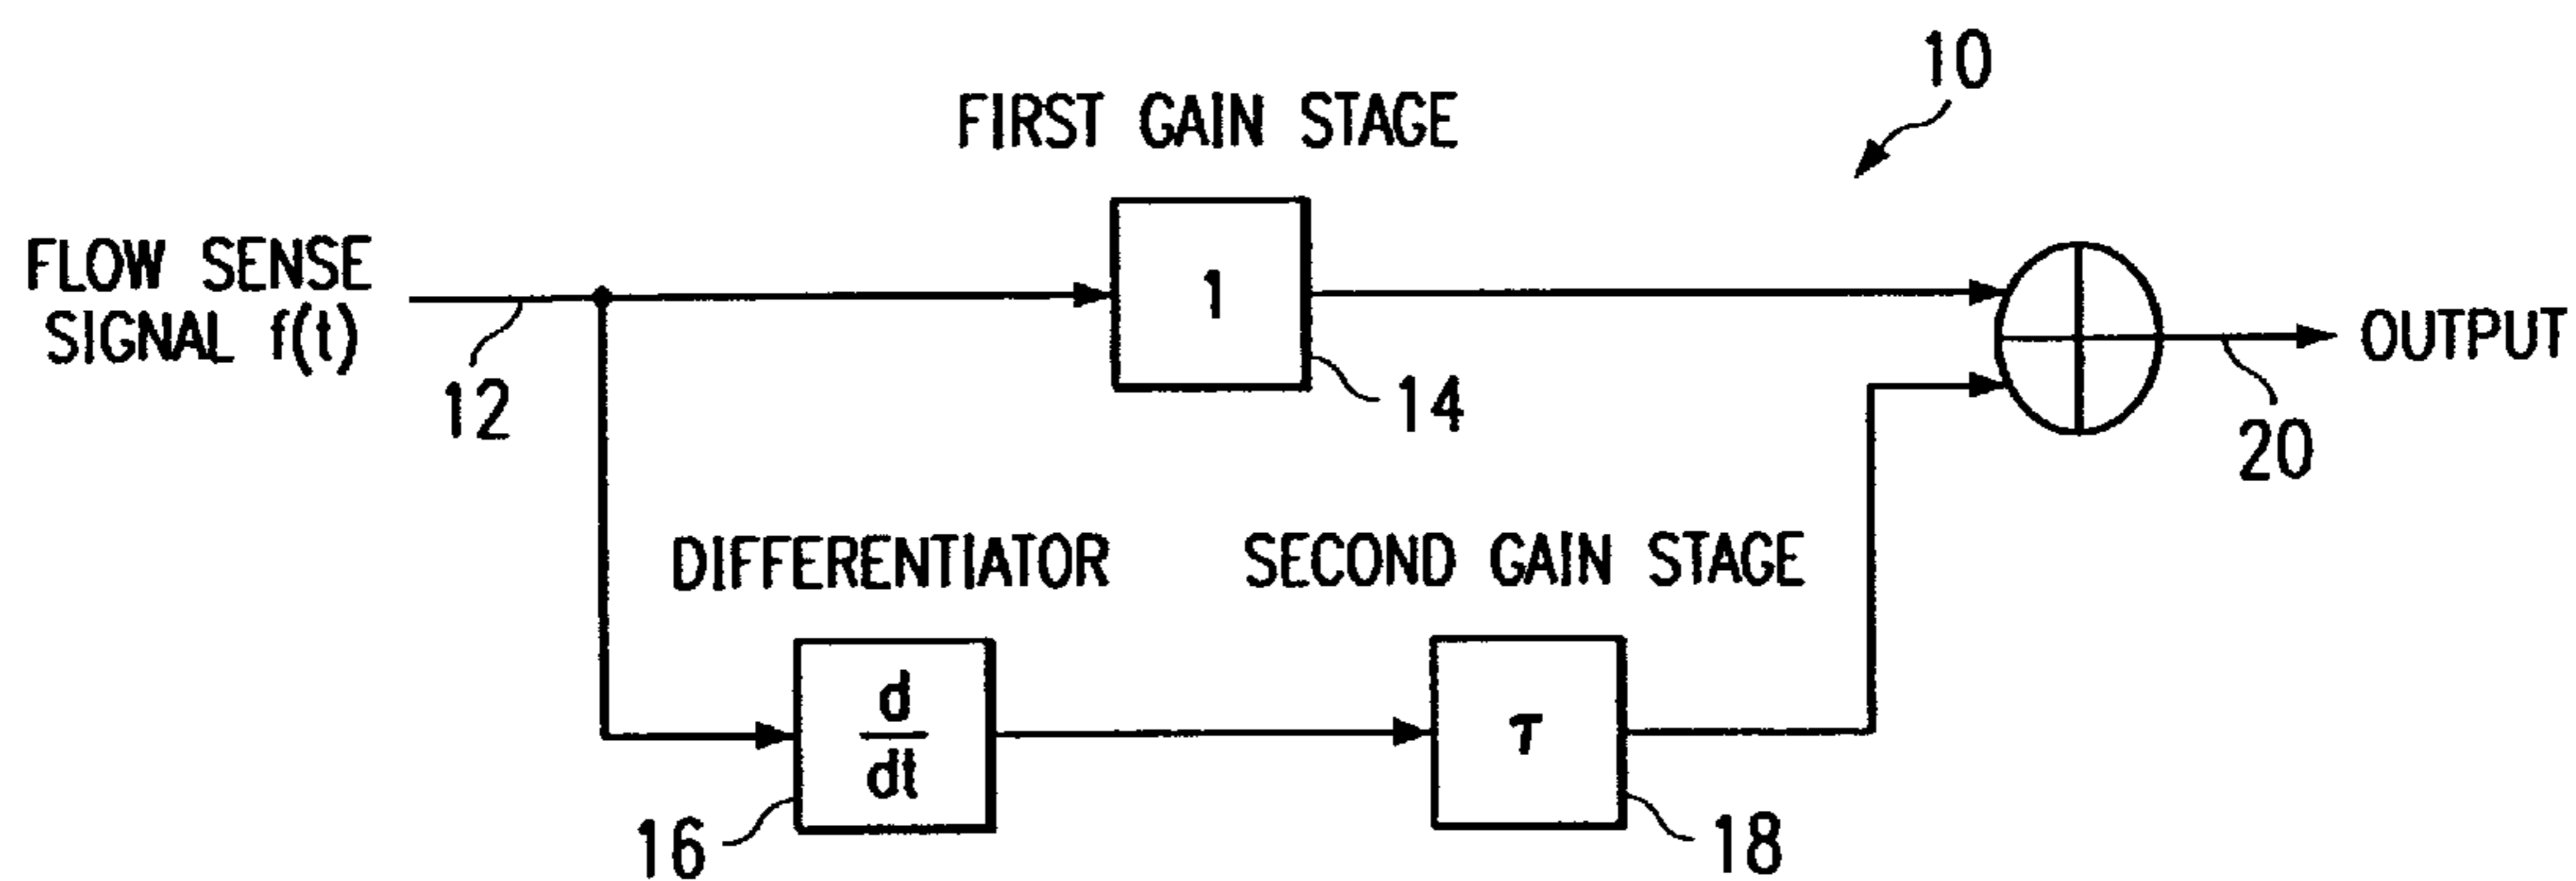 10
FIRST GAIN STAGE
FLOW SENSE
SIGNAL f(t)
12
1
14
OUTPUT
20
DIFFERENTIATOR
SECOND GAIN STAGE
d
dt
16
τ
18